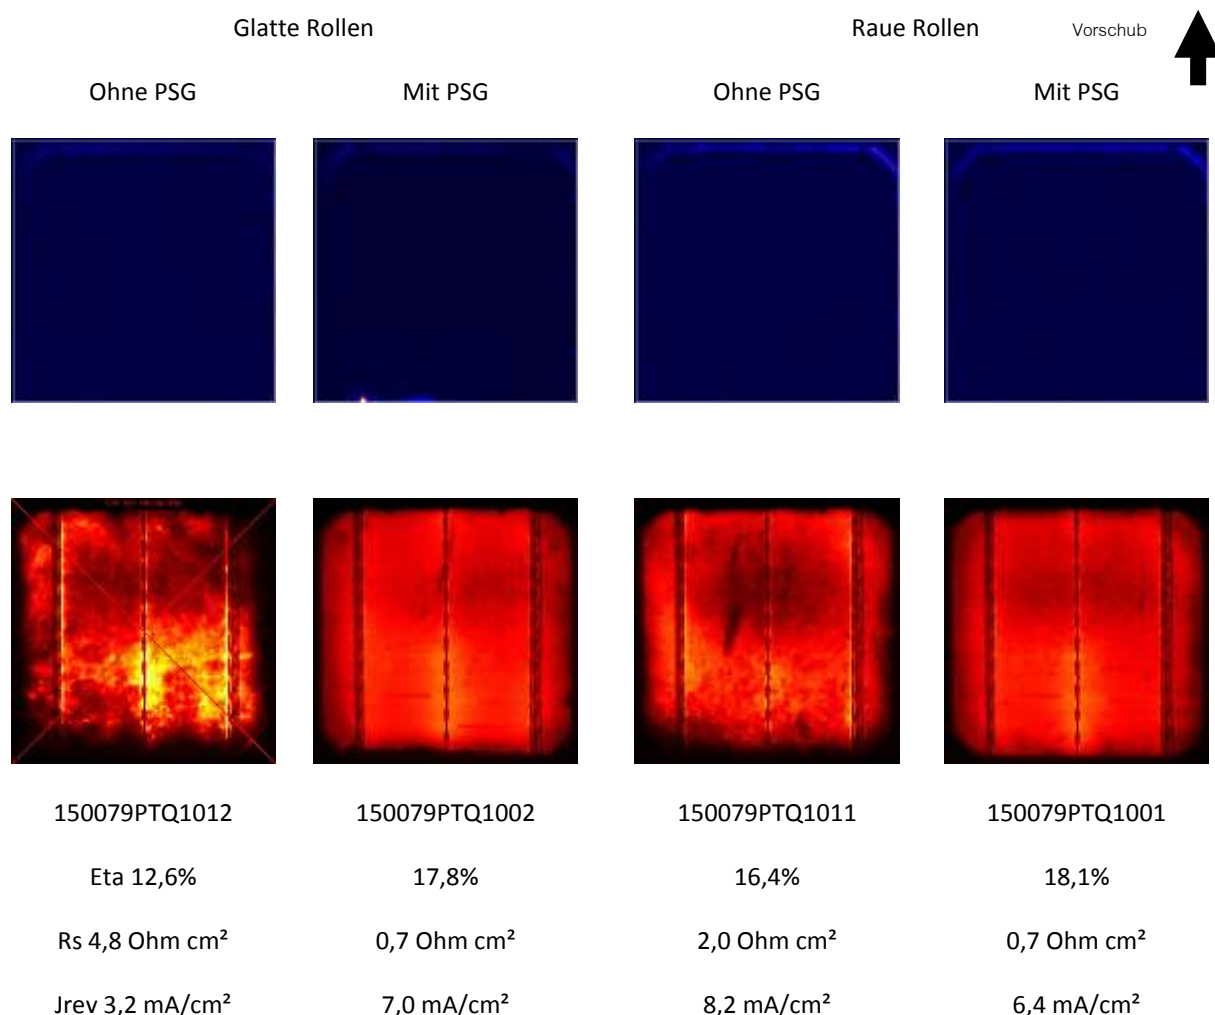 Glatte Rollen Raue Rollen Vorschub
Ohne PSG Mit PSG Ohne PSG Mit PSG
150079PTQ1012 150079PTQ1002 150079PTQ1011 150079PTQ1001
Eta 12,6% 17,8% 16,4% 18,1%
Rs 4,8 Ohm cm² 0,7 Ohm cm² 2,0 Ohm cm² 0,7 Ohm cm²
Jrev 3,2 mA/cm² 7,0 mA/cm² 8,2 mA/cm² 6,4 mA/cm²